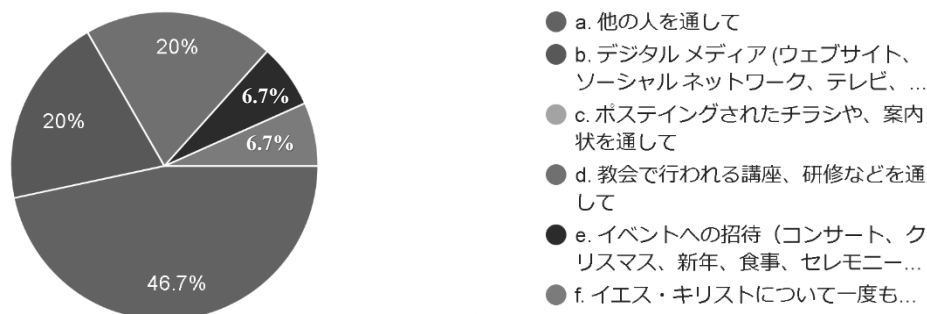 20%
6.7%
20%
6.7%
46.7%
a. 他の人を通して
b. デジタル メディア (ウェブサイト、
ソーシャル ネットワーク、テレビ、...
c. ポステイングされたチラシや、案内
状を通して
d. 教会で行われる講座、研修などを通
して
e. イベントへの招待（コンサート、ク
リスマス、新年、食事、セレモニー...
f. イエス・キリストについて一度も...